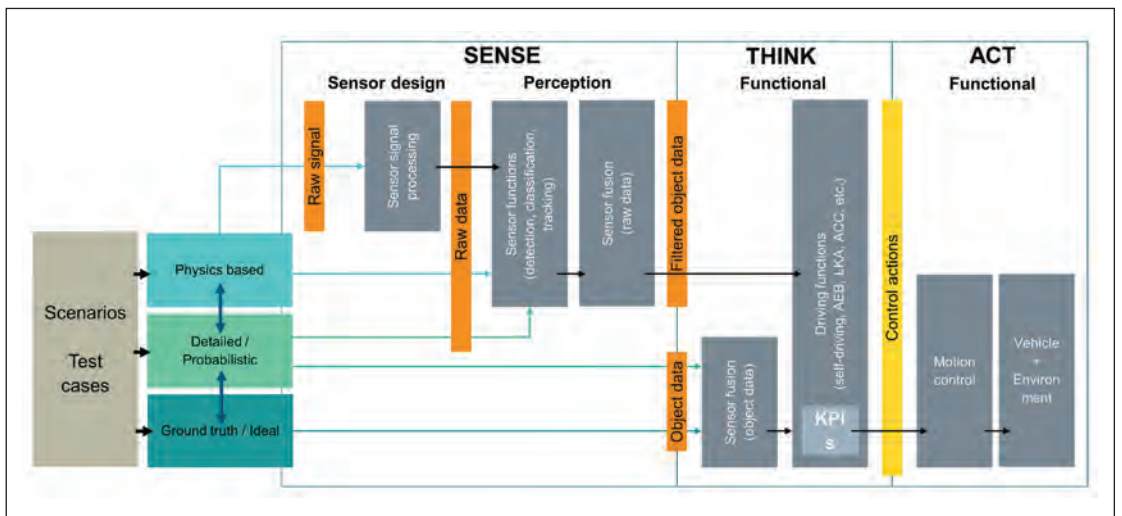 SENSE
THINK
ACT
Sensor design
Perception
Functional
Functional
Raw signal
Sensor signal
processing
Raw data
Sensor functions
(detection, classification,
tracking)
Sensor fusion
(raw data)
Filtered object data
Driving functions
(self-driving, AEB, LKA, ACC, etc.)
Control actions
Scenarios
Test
cases
Physics based
Detailed /
Probabilistic
Ground truth / Ideal
Object data
Sensor fusion
(object data)
KPI
s
Motion
control
Vehicle
+
Environ
ment